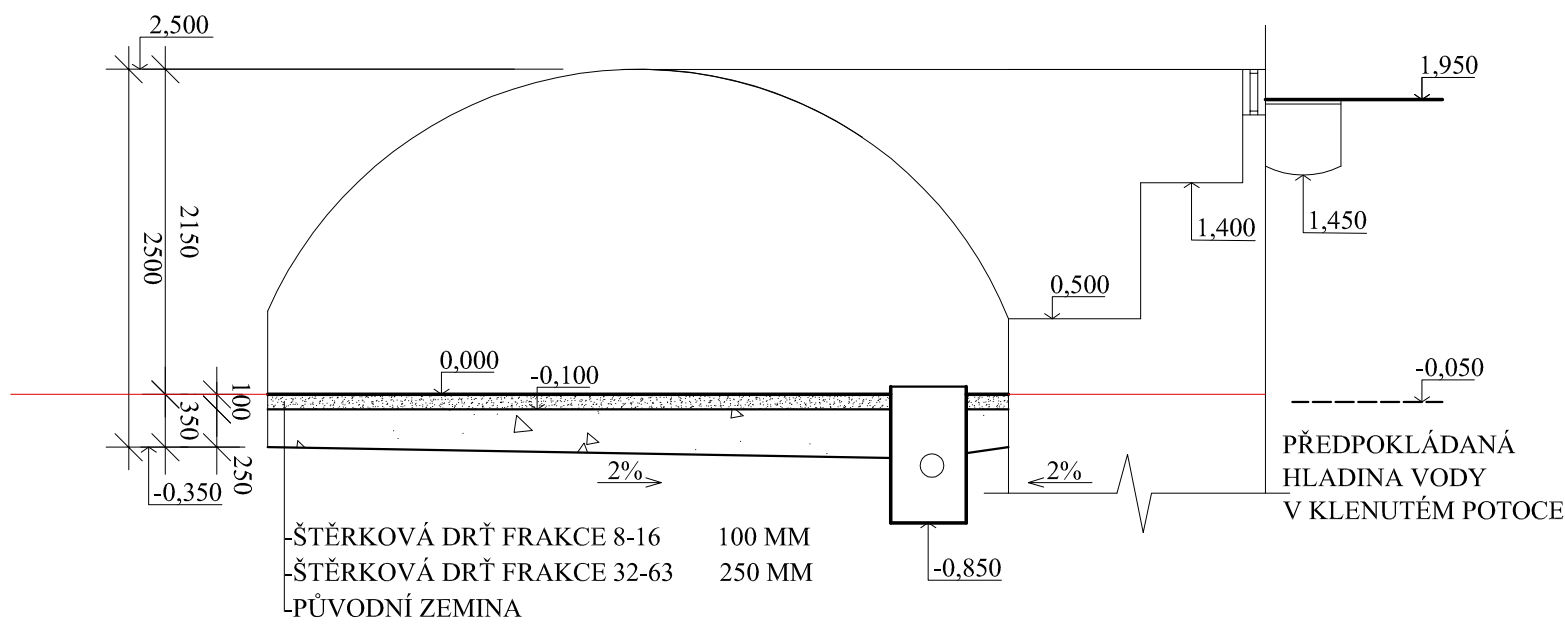 2,500
1,950
2150
2500
1,400
1,450
0,500
0,000
-0,100
-0,050
100
350
250
-0,350
2%
2%
PŘEDPOKLÁDANÁ
HLADINA VODY
V KLENUTÉM POTOCE
-ŠTĚRKOVÁ DRŤ FRAKCE 8-16 100 MM
-ŠTĚRKOVÁ DRŤ FRAKCE 32-63 250 MM
-PŮVODNÍ ZEMINA
-0,850